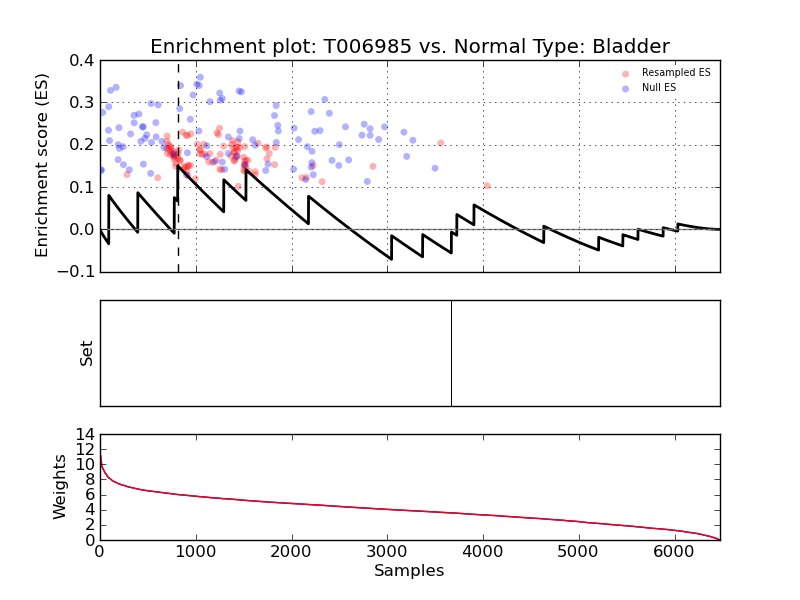 Enrichment plot: T006985 vs. Normal Type: Bladder
Enrichment score (ES)
0.4
0.3
0.2
0.1
0.0
−0.1
Resampled ES
Null ES
Set
Weights
14
12
10
8
6
4
2
0
0 1000 2000 3000 4000 5000 6000
Samples